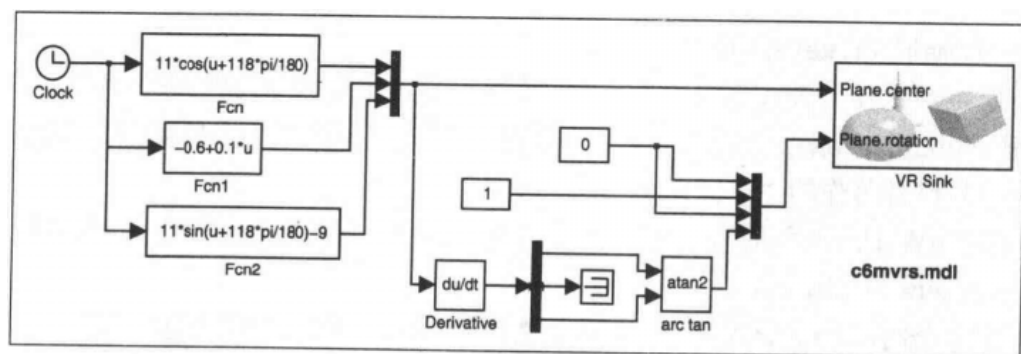 11*cos(u+118*pi/180)
Clock
Fcn
Plane.center
−0.6+0.1*u
0
Plane.rotation
Fcn1
VR Sink
1
11*sin(u+118*pi/180)−9
Fcn2
c6mvrs.mdl
du/dt
atan2
Derivative
arc tan